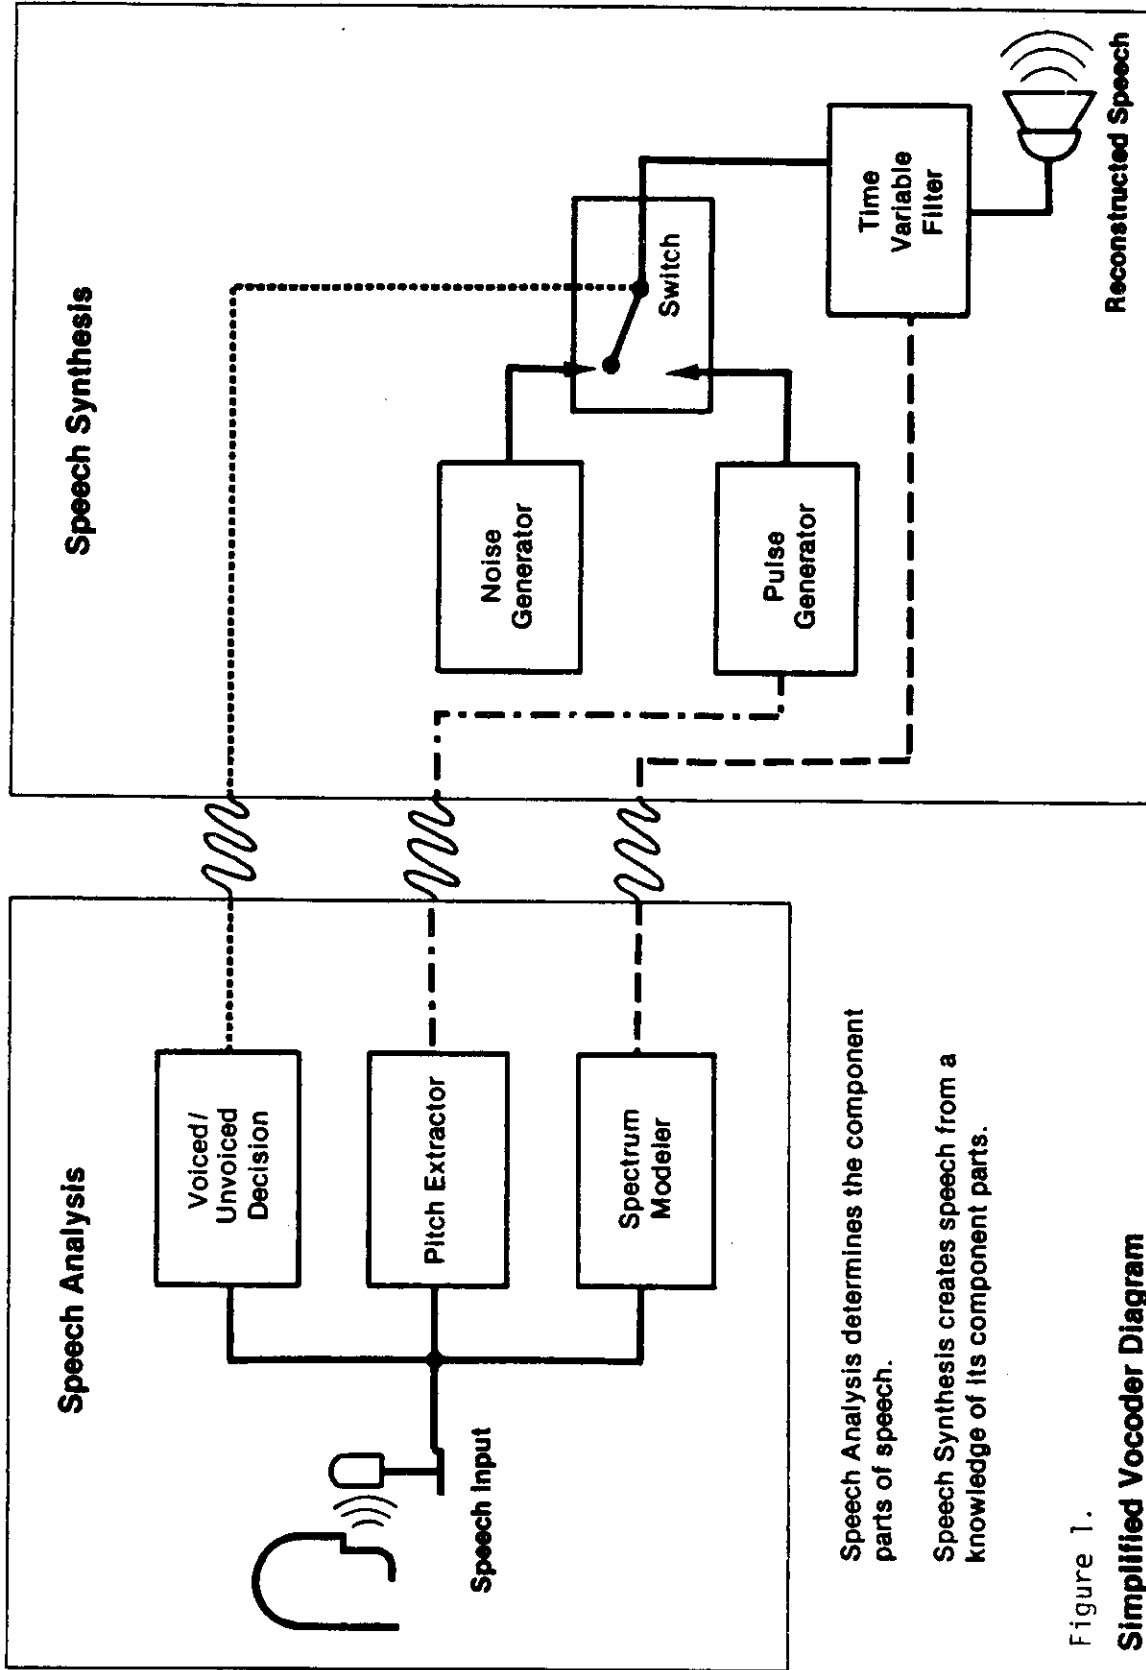 Speech Analysis
Voiced/
Unvoiced
Decision
Pitch Extractor
Spectrum
Modeler
Speech Input
Speech Synthesis
Noise
Generator
Pulse
Generator
Switch
Time
Variable
Filter
Reconstructed Speech
Speech Analysis determines the component
parts of speech.
Speech Synthesis creates speech from a
knowledge of its component parts.
Figure 1.
Simplified Vocoder Diagram